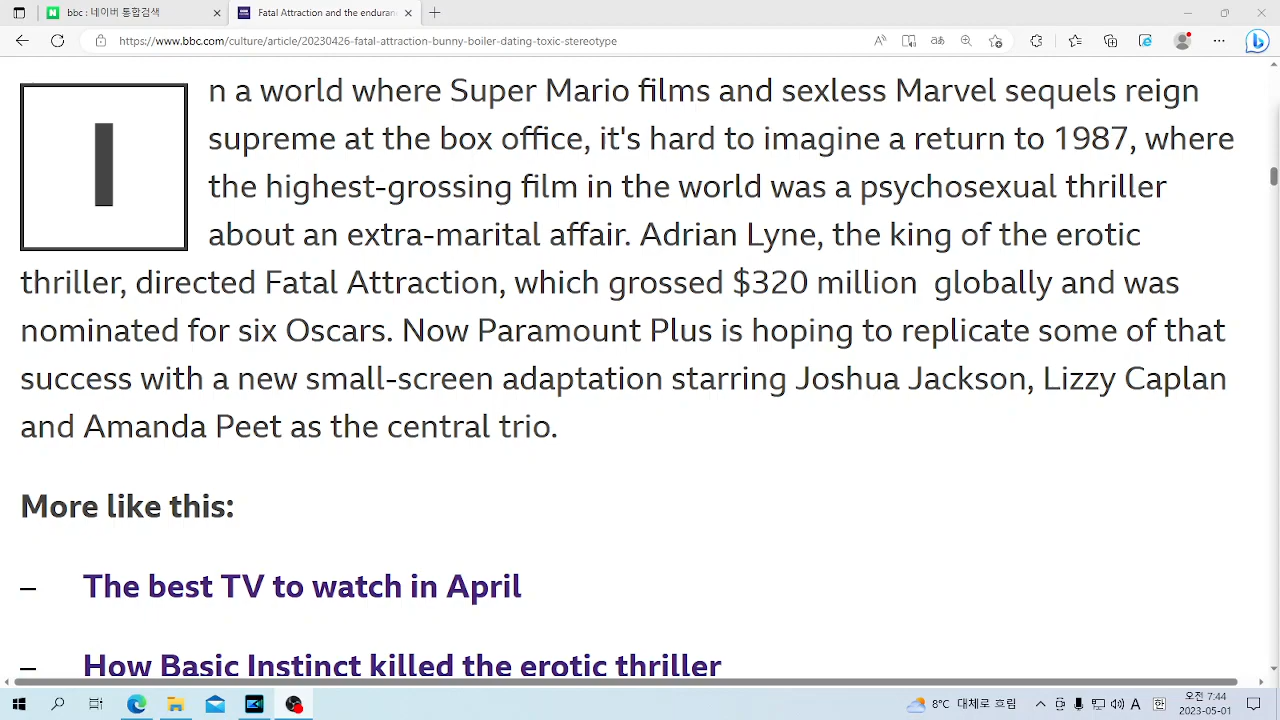 bbc : 네이버 통합검색
Fatal Attraction and the enduran
https://www.bbc.com/culture/article/20230426-fatal-attraction-bunny-boiler-dating-toxic-stereotype
In a world where Super Mario films and sexless Marvel sequels reign
supreme at the box office, it's hard to imagine a return to 1987, where
the highest-grossing film in the world was a psychosexual thriller
about an extra-marital affair. Adrian Lyne, the king of the erotic
thriller, directed Fatal Attraction, which grossed $320 million globally and was
nominated for six Oscars. Now Paramount Plus is hoping to replicate some of that
success with a new small-screen adaptation starring Joshua Jackson, Lizzy Caplan
and Amanda Peet as the central trio.
More like this:
– The best TV to watch in April
– How Basic Instinct killed the erotic thriller
8°C 대체로 흐림
A
오전 7:44
2023-05-01